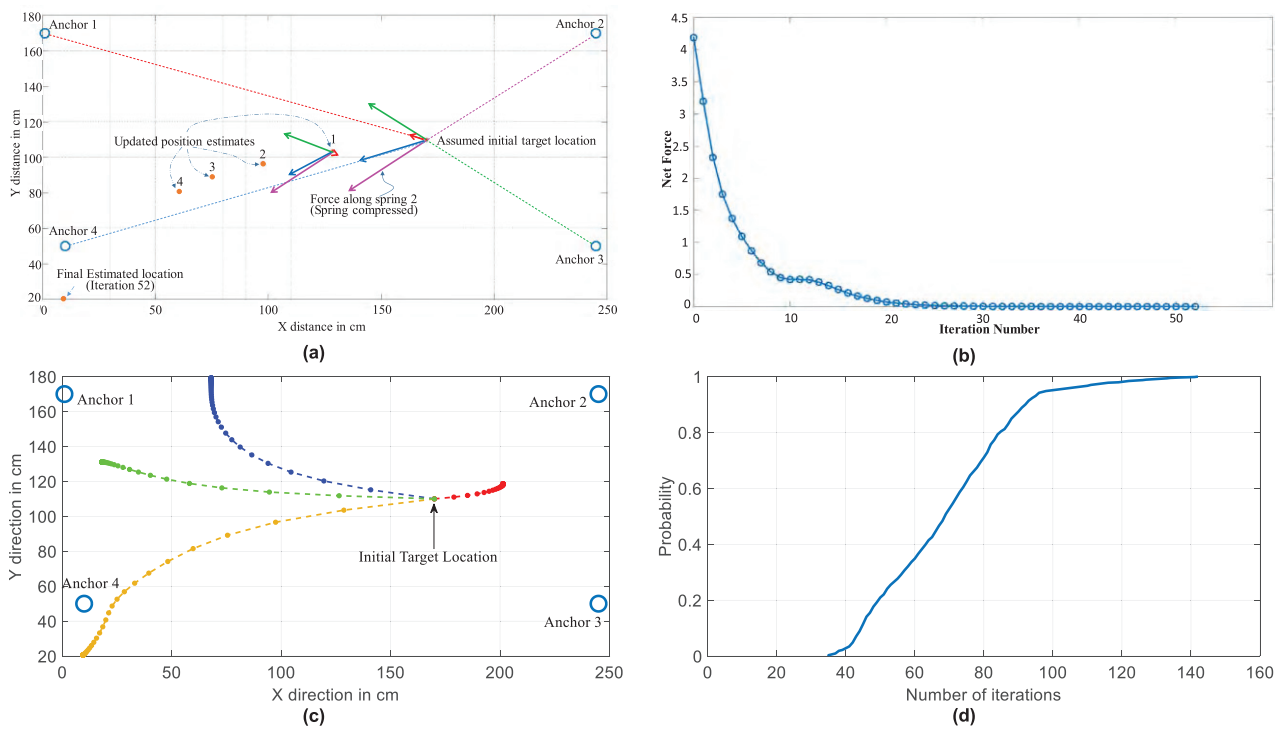 180
160
140
120
100
80
60
40
20
Y distance in cm
Anchor 1
Anchor 2
Updated position estimates
1
2
3
4
Assumed initial target location
Force along spring 2
(Spring compressed)
Anchor 4
Anchor 3
Final Estimated location
(Iteration 52)
0
50
100
150
200
250
X distance in cm
(a)
4.5
4
3.5
3
2.5
2
1.5
1
0.5
0
Net Force
0
10
20
30
40
50
Iteration Number
(b)
180
160
140
120
100
80
60
40
20
Y direction in cm
Anchor 1
Anchor 2
Initial Target Location
Anchor 4
Anchor 3
0
50
100
150
200
250
X direction in cm
(c)
1
0.8
0.6
0.4
0.2
0
Probability
0
20
40
60
80
100
120
140
160
Number of iterations
(d)